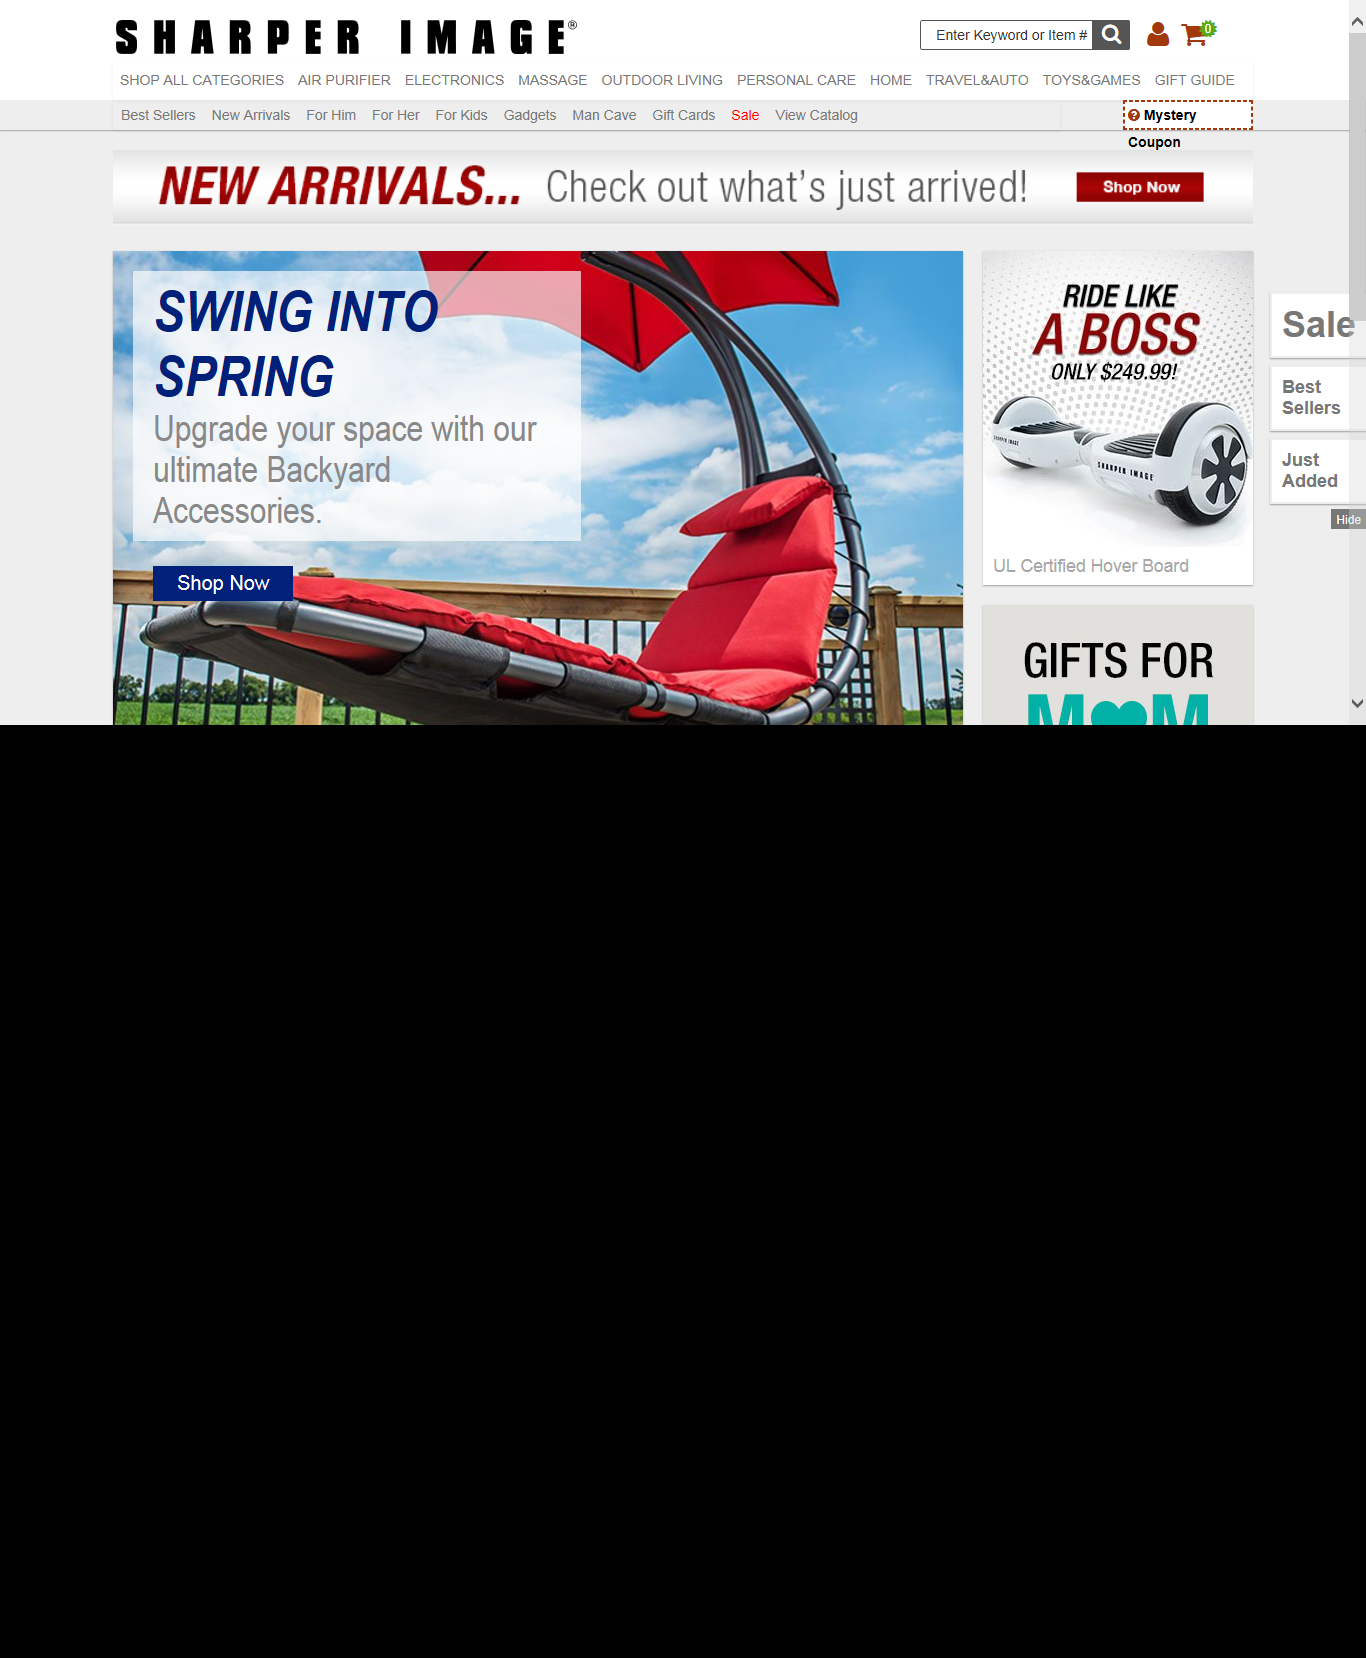 SHARPER IMAGE®
Enter Keyword or Item #
0
SHOP ALL CATEGORIES AIR PURIFIER ELECTRONICS MASSAGE OUTDOOR LIVING PERSONAL CARE HOME TRAVEL&AUTO TOYS&GAMES GIFT GUIDE
Best Sellers New Arrivals For Him For Her For Kids Gadgets Man Cave Gift Cards Sale View Catalog
Mystery
Coupon
NEW ARRIVALS... Check out what's just arrived!
Shop Now
SWING INTO
SPRING
Upgrade your space with our
ultimate Backyard
Accessories.
Shop Now
RIDE LIKE
A BOSS
ONLY $249.99!
SHARPER IMAGE
SHARPER IMAGE
UL Certified Hover Board
GIFTS FOR
M♥M
Sale
Best
Sellers
Just
Added
Hide